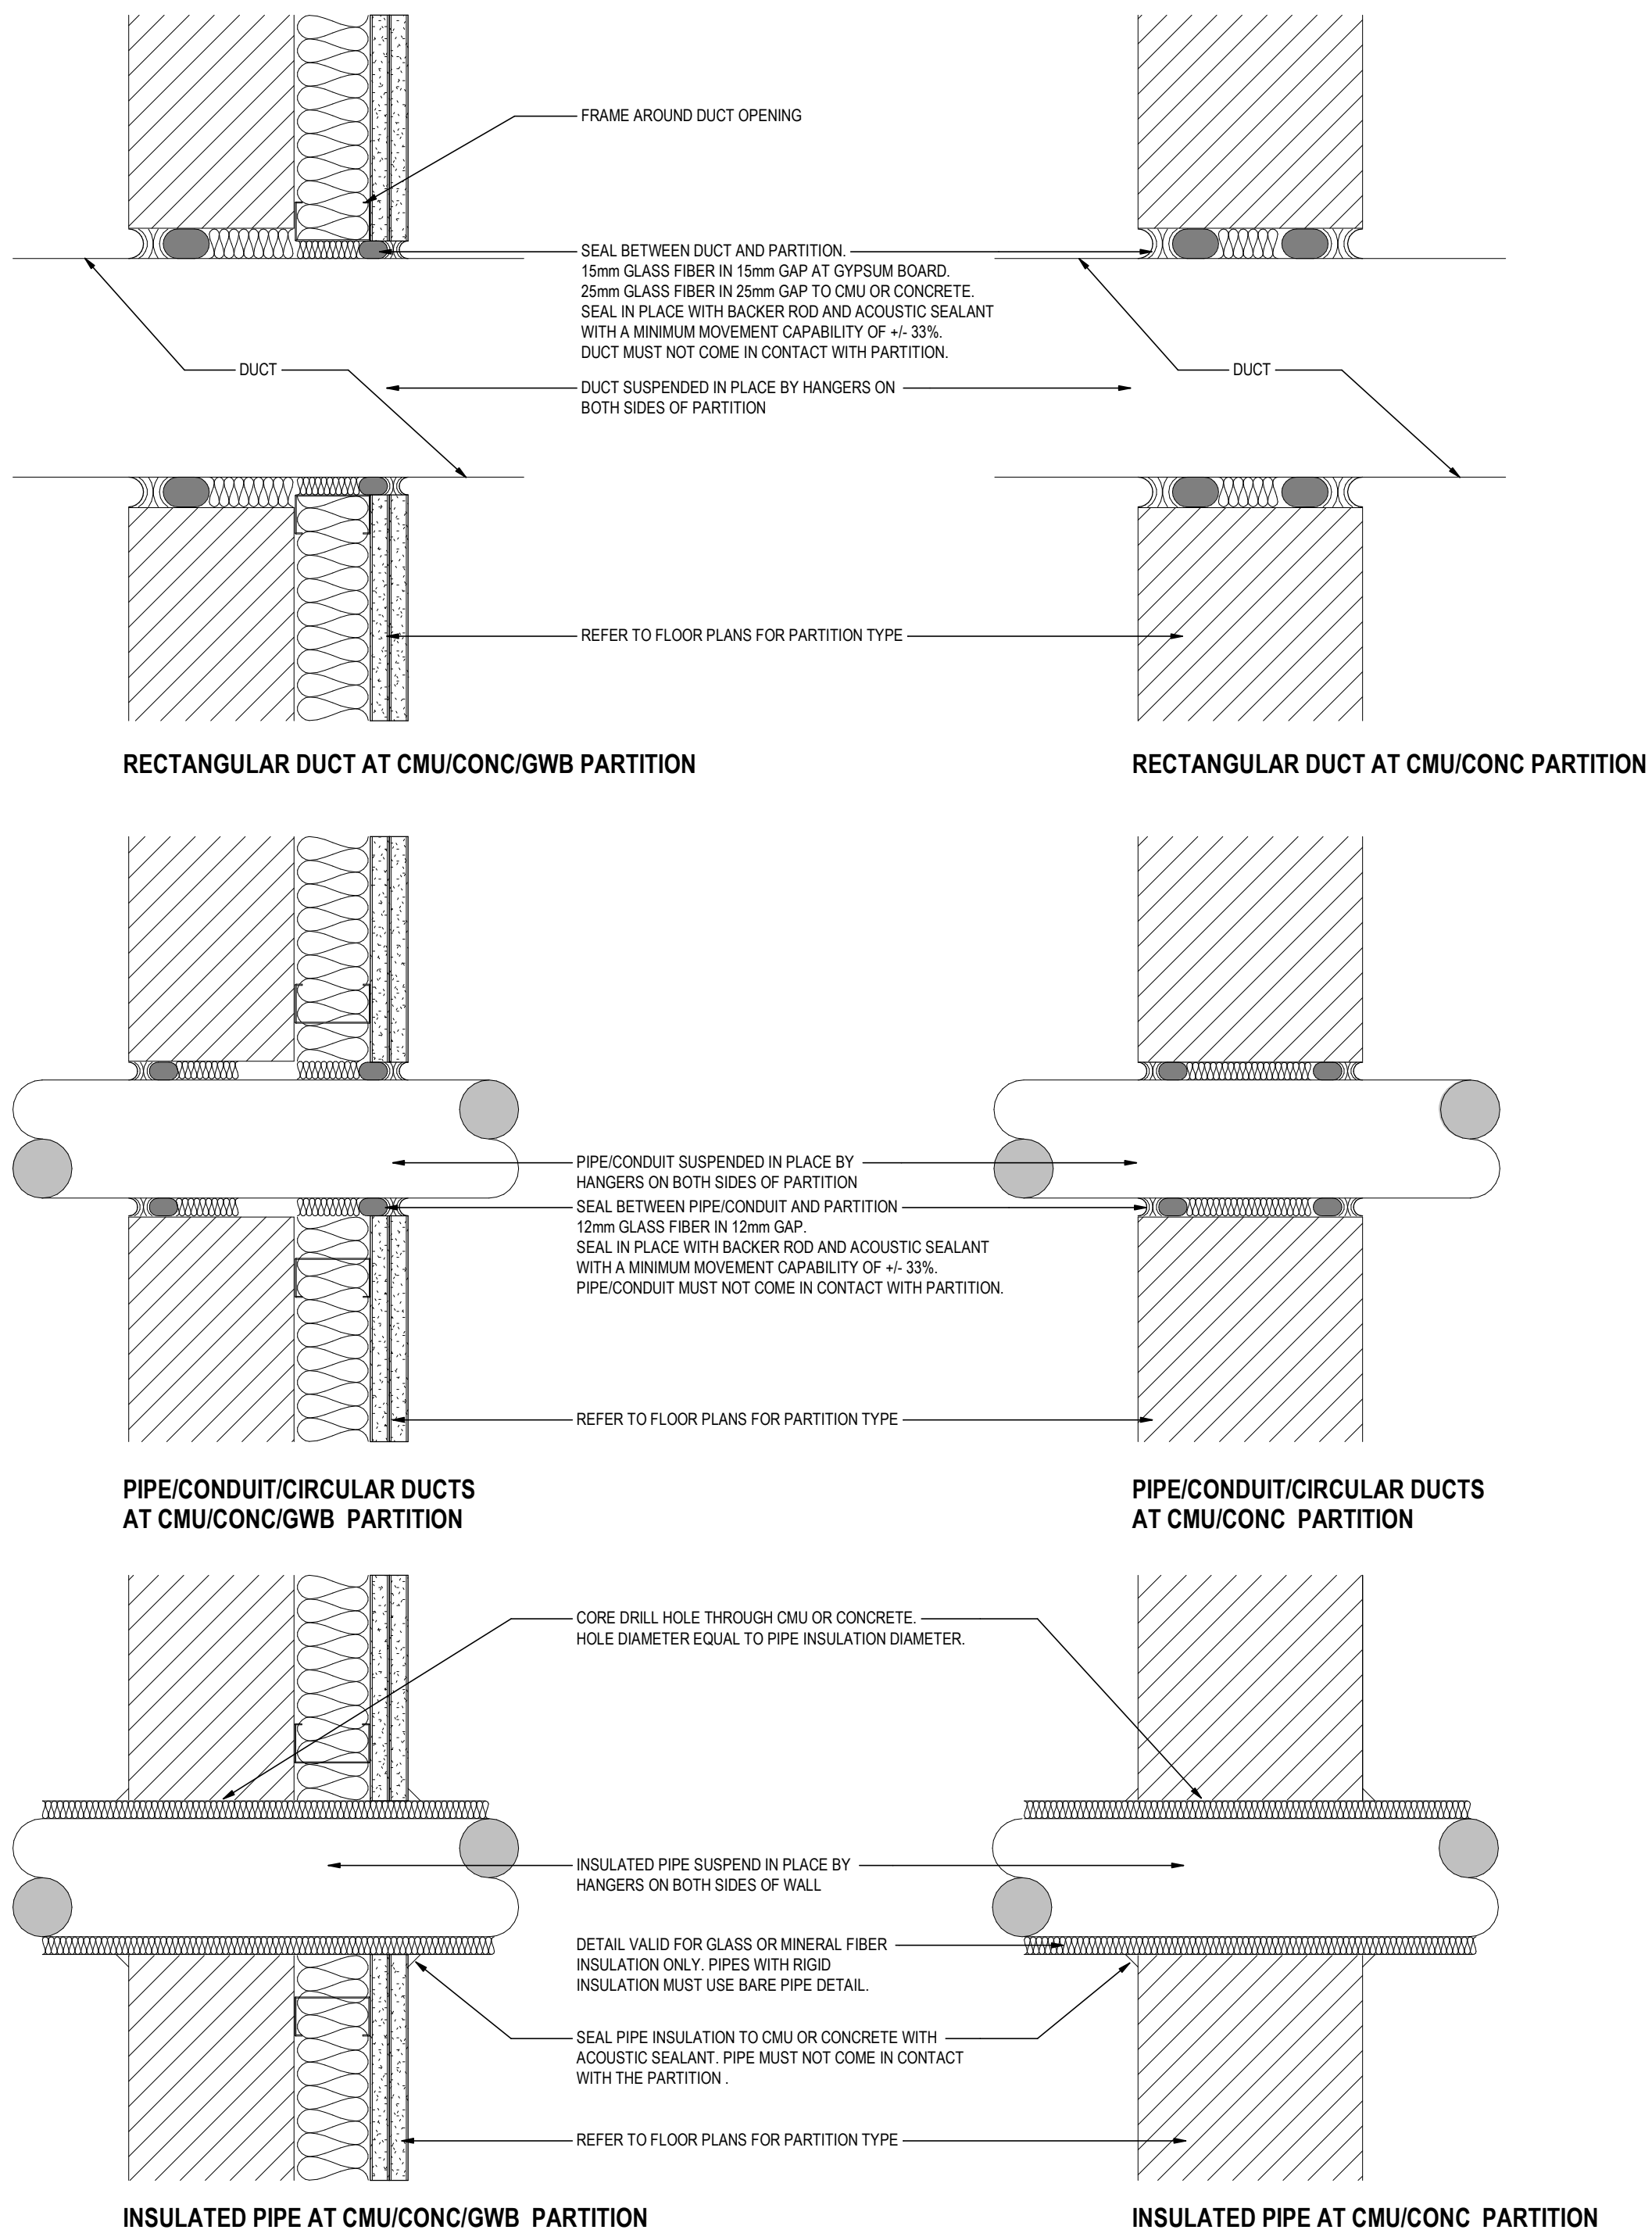 FRAME AROUND DUCT OPENING
SEAL BETWEEN DUCT AND PARTITION.
15mm GLASS FIBER IN 15mm GAP AT GYPSUM BOARD.
25mm GLASS FIBER IN 25mm GAP TO CMU OR CONCRETE.
SEAL IN PLACE WITH BACKER ROD AND ACOUSTIC SEALANT
WITH A MINIMUM MOVEMENT CAPABILITY OF +/- 33%.
DUCT MUST NOT COME IN CONTACT WITH PARTITION.
DUCT
DUCT
DUCT SUSPENDED IN PLACE BY HANGERS ON
BOTH SIDES OF PARTITION
REFER TO FLOOR PLANS FOR PARTITION TYPE
RECTANGULAR DUCT AT CMU/CONC/GWB PARTITION
RECTANGULAR DUCT AT CMU/CONC PARTITION
PIPE/CONDUIT SUSPENDED IN PLACE BY
HANGERS ON BOTH SIDES OF PARTITION
SEAL BETWEEN PIPE/CONDUIT AND PARTITION
12mm GLASS FIBER IN 12mm GAP.
SEAL IN PLACE WITH BACKER ROD AND ACOUSTIC SEALANT
WITH A MINIMUM MOVEMENT CAPABILITY OF +/- 33%.
PIPE/CONDUIT MUST NOT COME IN CONTACT WITH PARTITION.
REFER TO FLOOR PLANS FOR PARTITION TYPE
PIPE/CONDUIT/CIRCULAR DUCTS
AT CMU/CONC/GWB PARTITION
PIPE/CONDUIT/CIRCULAR DUCTS
AT CMU/CONC PARTITION
CORE DRILL HOLE THROUGH CMU OR CONCRETE.
HOLE DIAMETER EQUAL TO PIPE INSULATION DIAMETER.
INSULATED PIPE SUSPEND IN PLACE BY
HANGERS ON BOTH SIDES OF WALL
DETAIL VALID FOR GLASS OR MINERAL FIBER
INSULATION ONLY. PIPES WITH RIGID
INSULATION MUST USE BARE PIPE DETAIL.
SEAL PIPE INSULATION TO CMU OR CONCRETE WITH
ACOUSTIC SEALANT. PIPE MUST NOT COME IN CONTACT
WITH THE PARTITION .
REFER TO FLOOR PLANS FOR PARTITION TYPE
INSULATED PIPE AT CMU/CONC/GWB PARTITION
INSULATED PIPE AT CMU/CONC PARTITION